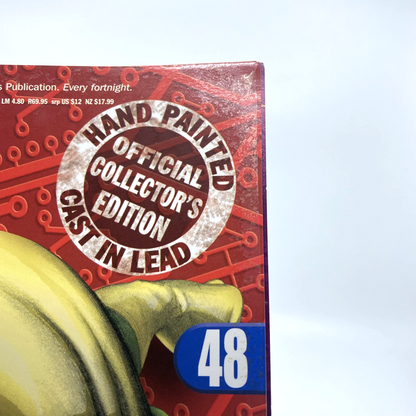 s Publication. Every fortnight.
LM 4.80 R69.95 srp US $12 NZ $17.99
HAND PAINTED
OFFICIAL
COLLECTOR'S
EDITION
CAST IN LEAD
48